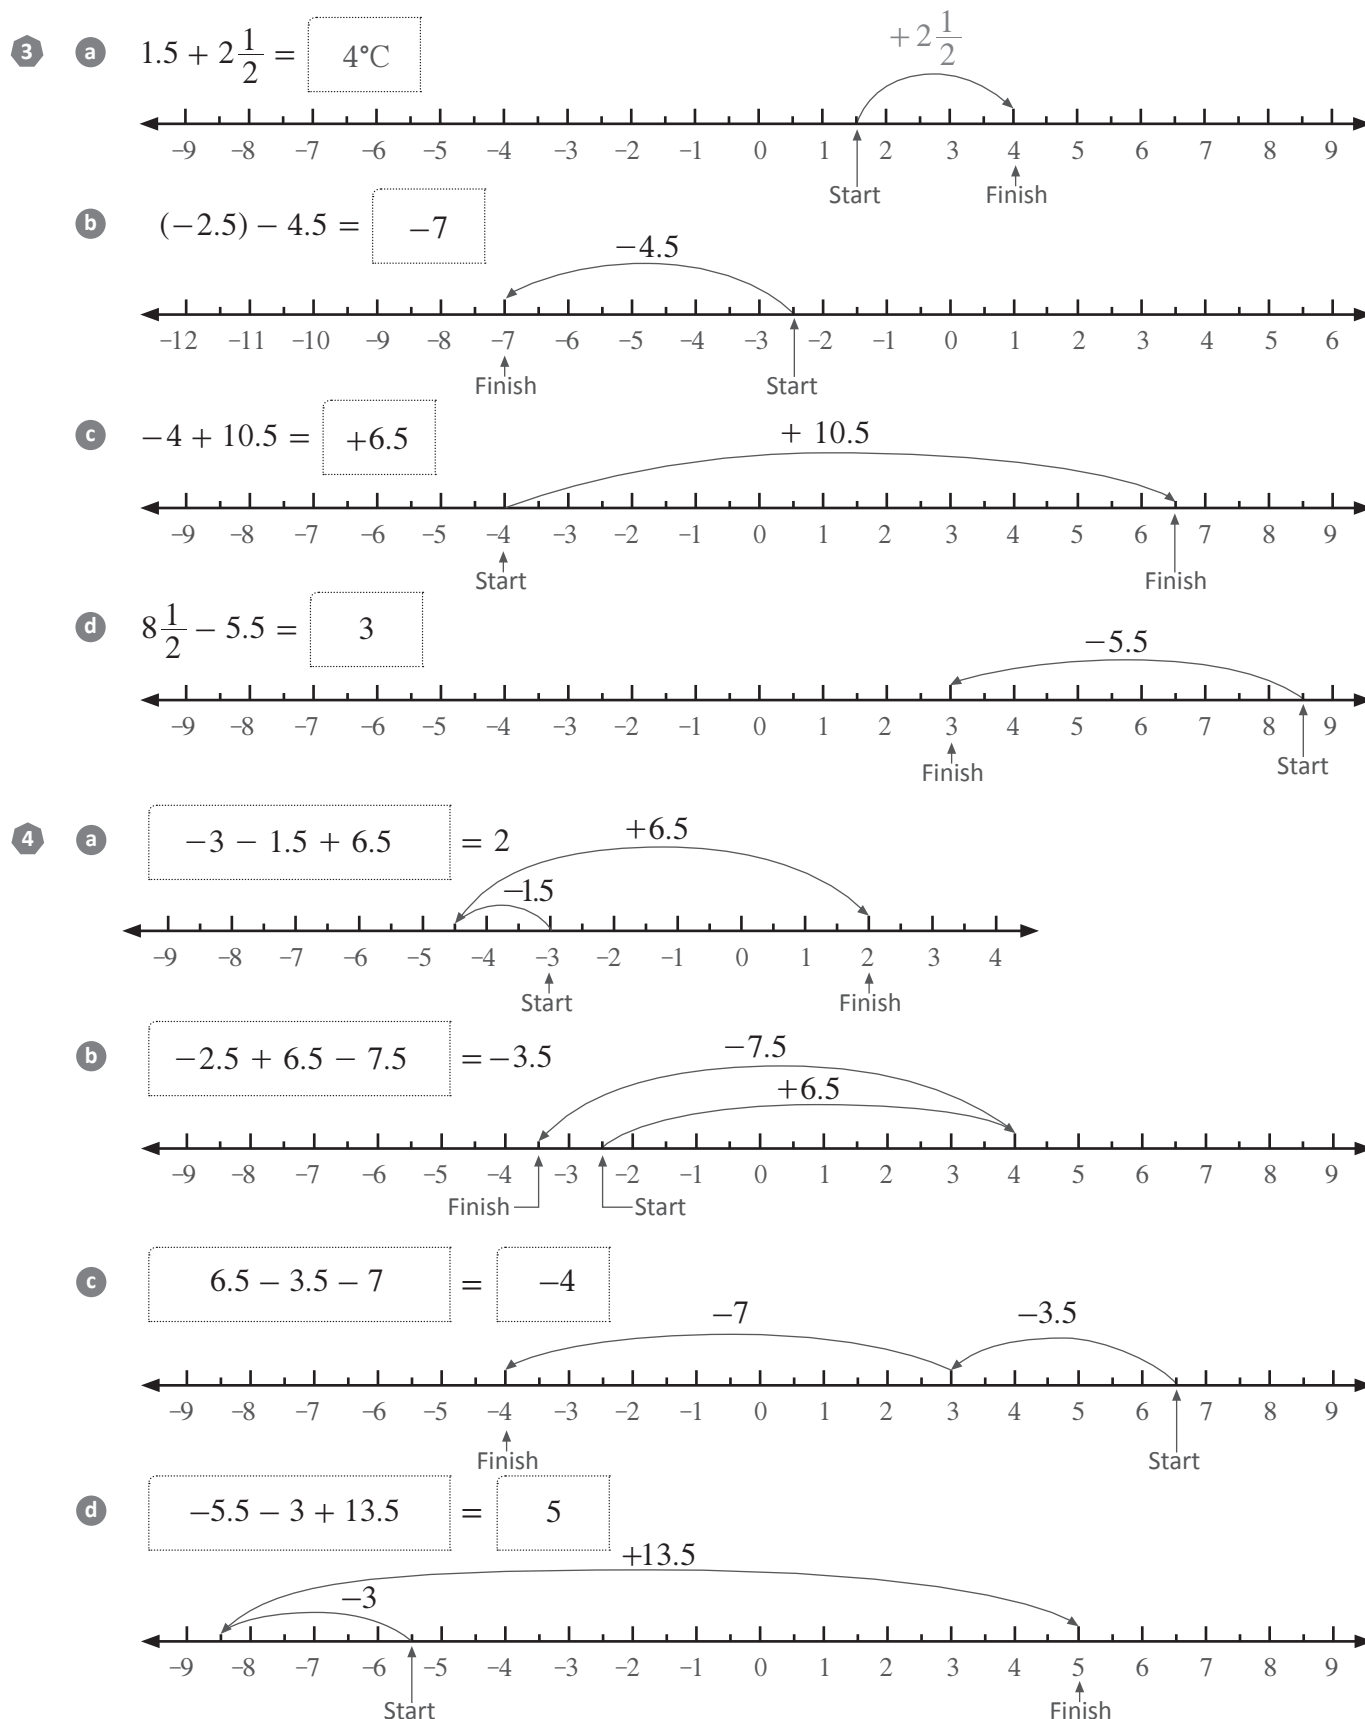 3 a 1.5 + 2 1/2 = 4°C
+2 1/2
−9 −8 −7 −6 −5 −4 −3 −2 −1 0 1 2 3 4 5 6 7 8 9
Start Finish
b (−2.5) − 4.5 = −7
−4.5
−12 −11 −10 −9 −8 −7 −6 −5 −4 −3 −2 −1 0 1 2 3 4 5 6
Finish Start
c −4 + 10.5 = +6.5
+ 10.5
−9 −8 −7 −6 −5 −4 −3 −2 −1 0 1 2 3 4 5 6 7 8 9
Start Finish
d 8 1/2 − 5.5 = 3
−5.5
−9 −8 −7 −6 −5 −4 −3 −2 −1 0 1 2 3 4 5 6 7 8 9
Finish Start
4 a −3 − 1.5 + 6.5 = 2
+6.5
−1.5
−9 −8 −7 −6 −5 −4 −3 −2 −1 0 1 2 3 4
Start Finish
b −2.5 + 6.5 − 7.5 = −3.5
−7.5
+6.5
−9 −8 −7 −6 −5 −4 −3 −2 −1 0 1 2 3 4 5 6 7 8 9
Finish Start
c 6.5 − 3.5 − 7 = −4
−7 −3.5
−9 −8 −7 −6 −5 −4 −3 −2 −1 0 1 2 3 4 5 6 7 8 9
Finish Start
d −5.5 − 3 + 13.5 = 5
+13.5
−3
−9 −8 −7 −6 −5 −4 −3 −2 −1 0 1 2 3 4 5 6 7 8 9
Start Finish